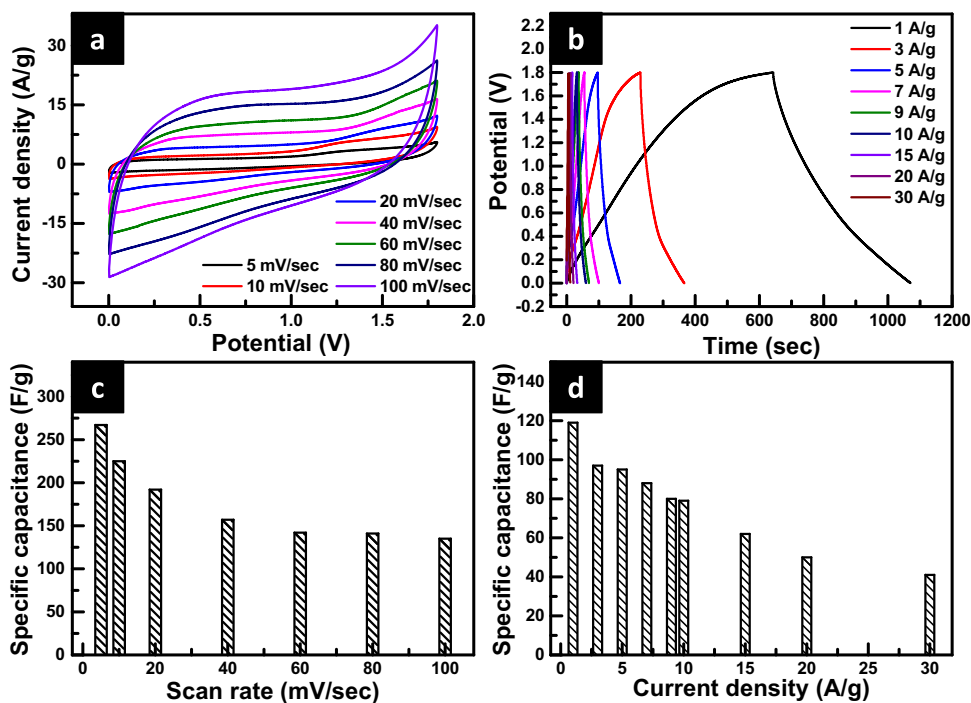 a
Current density (A/g)
30
15
0
-15
-30
20 mV/sec
40 mV/sec
60 mV/sec
5 mV/sec
80 mV/sec
10 mV/sec
100 mV/sec
0.0
0.5
1.0
1.5
2.0
Potential (V)
b
Potential (V)
2.2
2.0
1.8
1.6
1.4
1.2
1.0
0.8
0.6
0.4
0.2
0.0
-0.2
1 A/g
3 A/g
5 A/g
7 A/g
9 A/g
10 A/g
15 A/g
20 A/g
30 A/g
0
200
400
600
800
1000
1200
Time (sec)
c
Specific capacitance (F/g)
300
250
200
150
100
50
0
0
20
40
60
80
100
Scan rate (mV/sec)
d
Specific capacitance (F/g)
140
120
100
80
60
40
20
0
0
5
10
15
20
25
30
Current density (A/g)